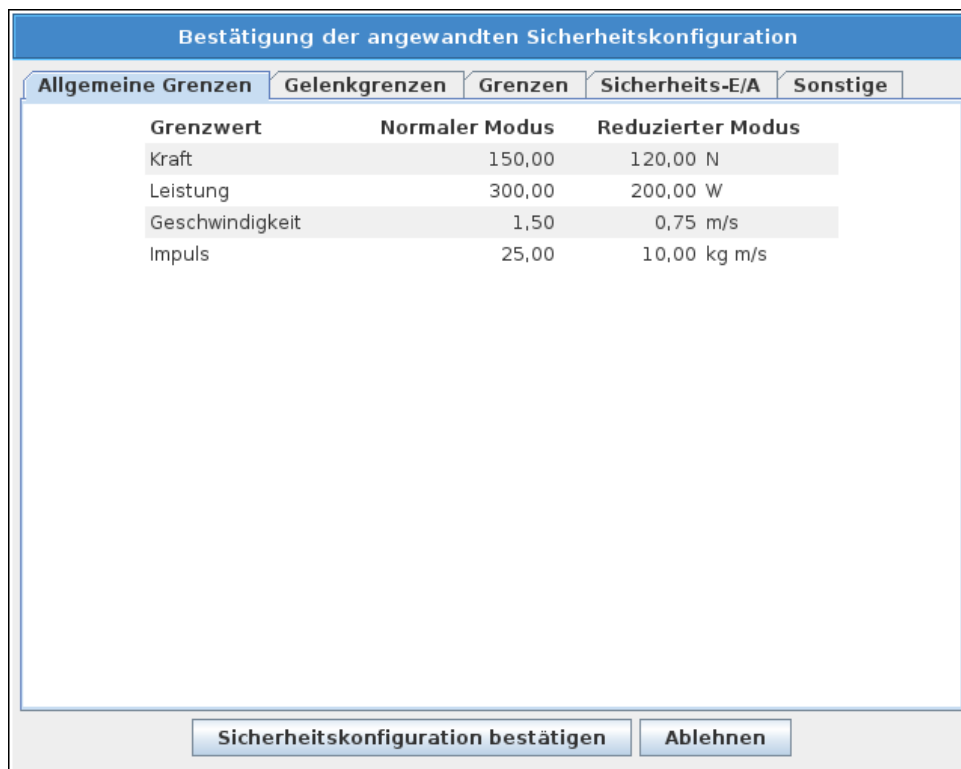 Bestätigung der angewandten Sicherheitskonfiguration
Allgemeine Grenzen Gelenkgrenzen Grenzen Sicherheits-E/A Sonstige
Grenzwert Normaler Modus Reduzierter Modus
Kraft 150,00 120,00 N
Leistung 300,00 200,00 W
Geschwindigkeit 1,50 0,75 m/s
Impuls 25,00 10,00 kg m/s
Sicherheitskonfiguration bestätigen Ablehnen